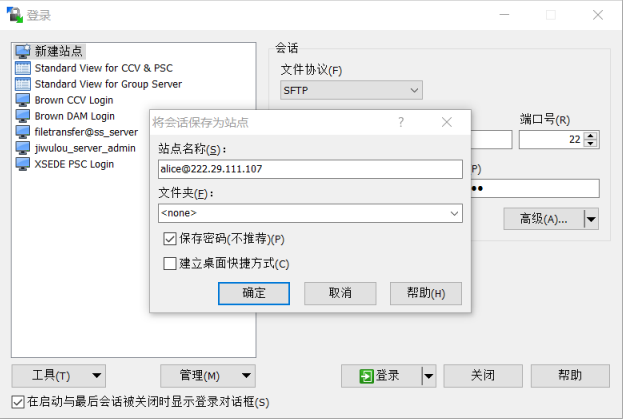 登录
新建站点
Standard View for CCV & PSC
Standard View for Group Server
Brown CCV Login
Brown DAM Login
filetransfer@ss_server
jiwulou_server_admin
XSEDE PSC Login
会话
文件协议(F)
SFTP
端口号(R)
22
P)
高级(A)...
将会话保存为站点
?
站点名称(S):
alice@222.29.111.107
文件夹(F):
<none>
保存密码(不推荐)(P)
建立桌面快捷方式(C)
确定 取消 帮助(H)
工具(T) 管理(M) 登录 关闭 帮助
在启动与最后会话被关闭时显示登录对话框(S)